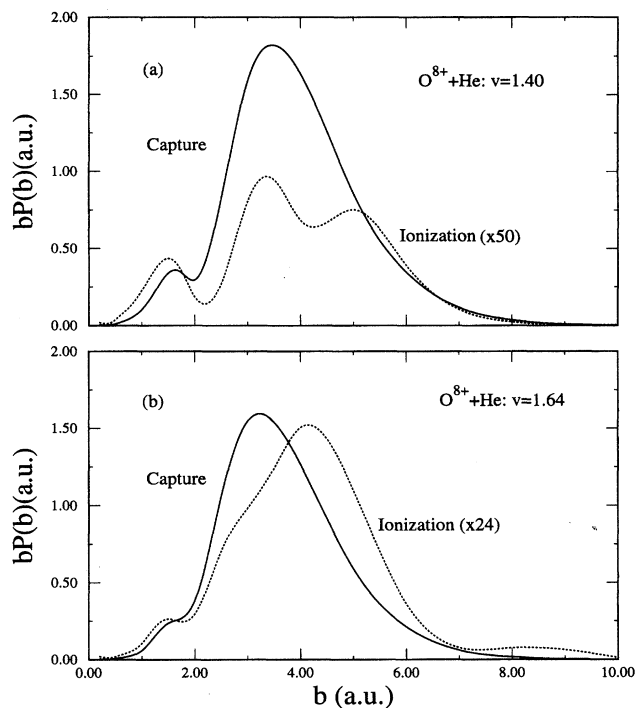 2.00
(a)
O8++He: v=1.40
1.50
Capture
bP(b)(a.u.)
1.00
Ionization (x50)
0.50
0.00
2.00
(b)
O8++He: v=1.64
1.50
Capture
bP(b)(a.u.)
1.00
Ionization (x24)
0.50
0.00
0.00 2.00 4.00 6.00 8.00 10.00
b (a.u.)